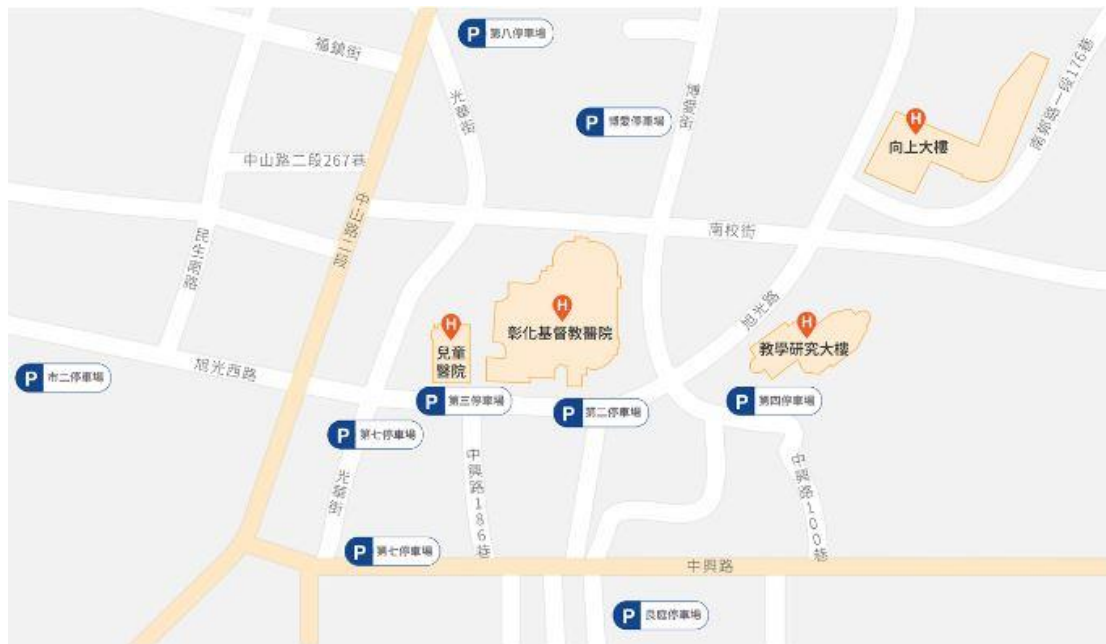 P 第八停車場
福鎮街
光華街
P 博愛停車場
博愛街
南郭路一段176巷
H
向上大樓
中山路二段267巷
中山路二段
民生南路
南校街
旭光路
H
彰化基督教醫院
H
兒童
醫院
H
教學研究大樓
旭光西路
P 市二停車場
P 第三停車場
P 第二停車場
P 第四停車場
P 第七停車場
光華街
中興路186巷
中興路100巷
P 第七停車場
中興路
P 良庭停車場